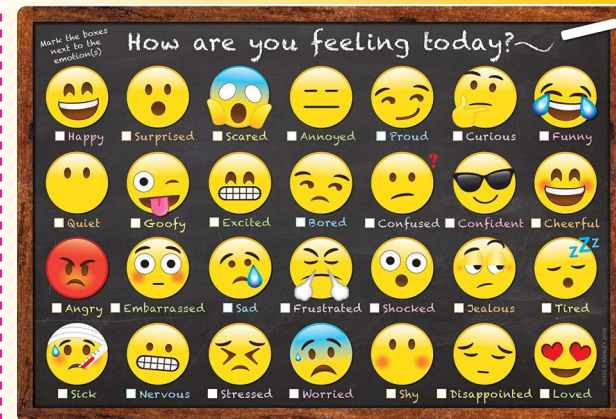 Mark the boxes
next to the
emotion(s)
How are you feeling today?
Happy Surprised Scared Annoyed Proud Curious Funny
?
Quiet Goofy Excited Bored Confused Confident Cheerful
zZZ
Angry Embarrassed Sad Frustrated Shocked Jealous Tired
Sick Nervous Stressed Worried Shy Disappointed Loved